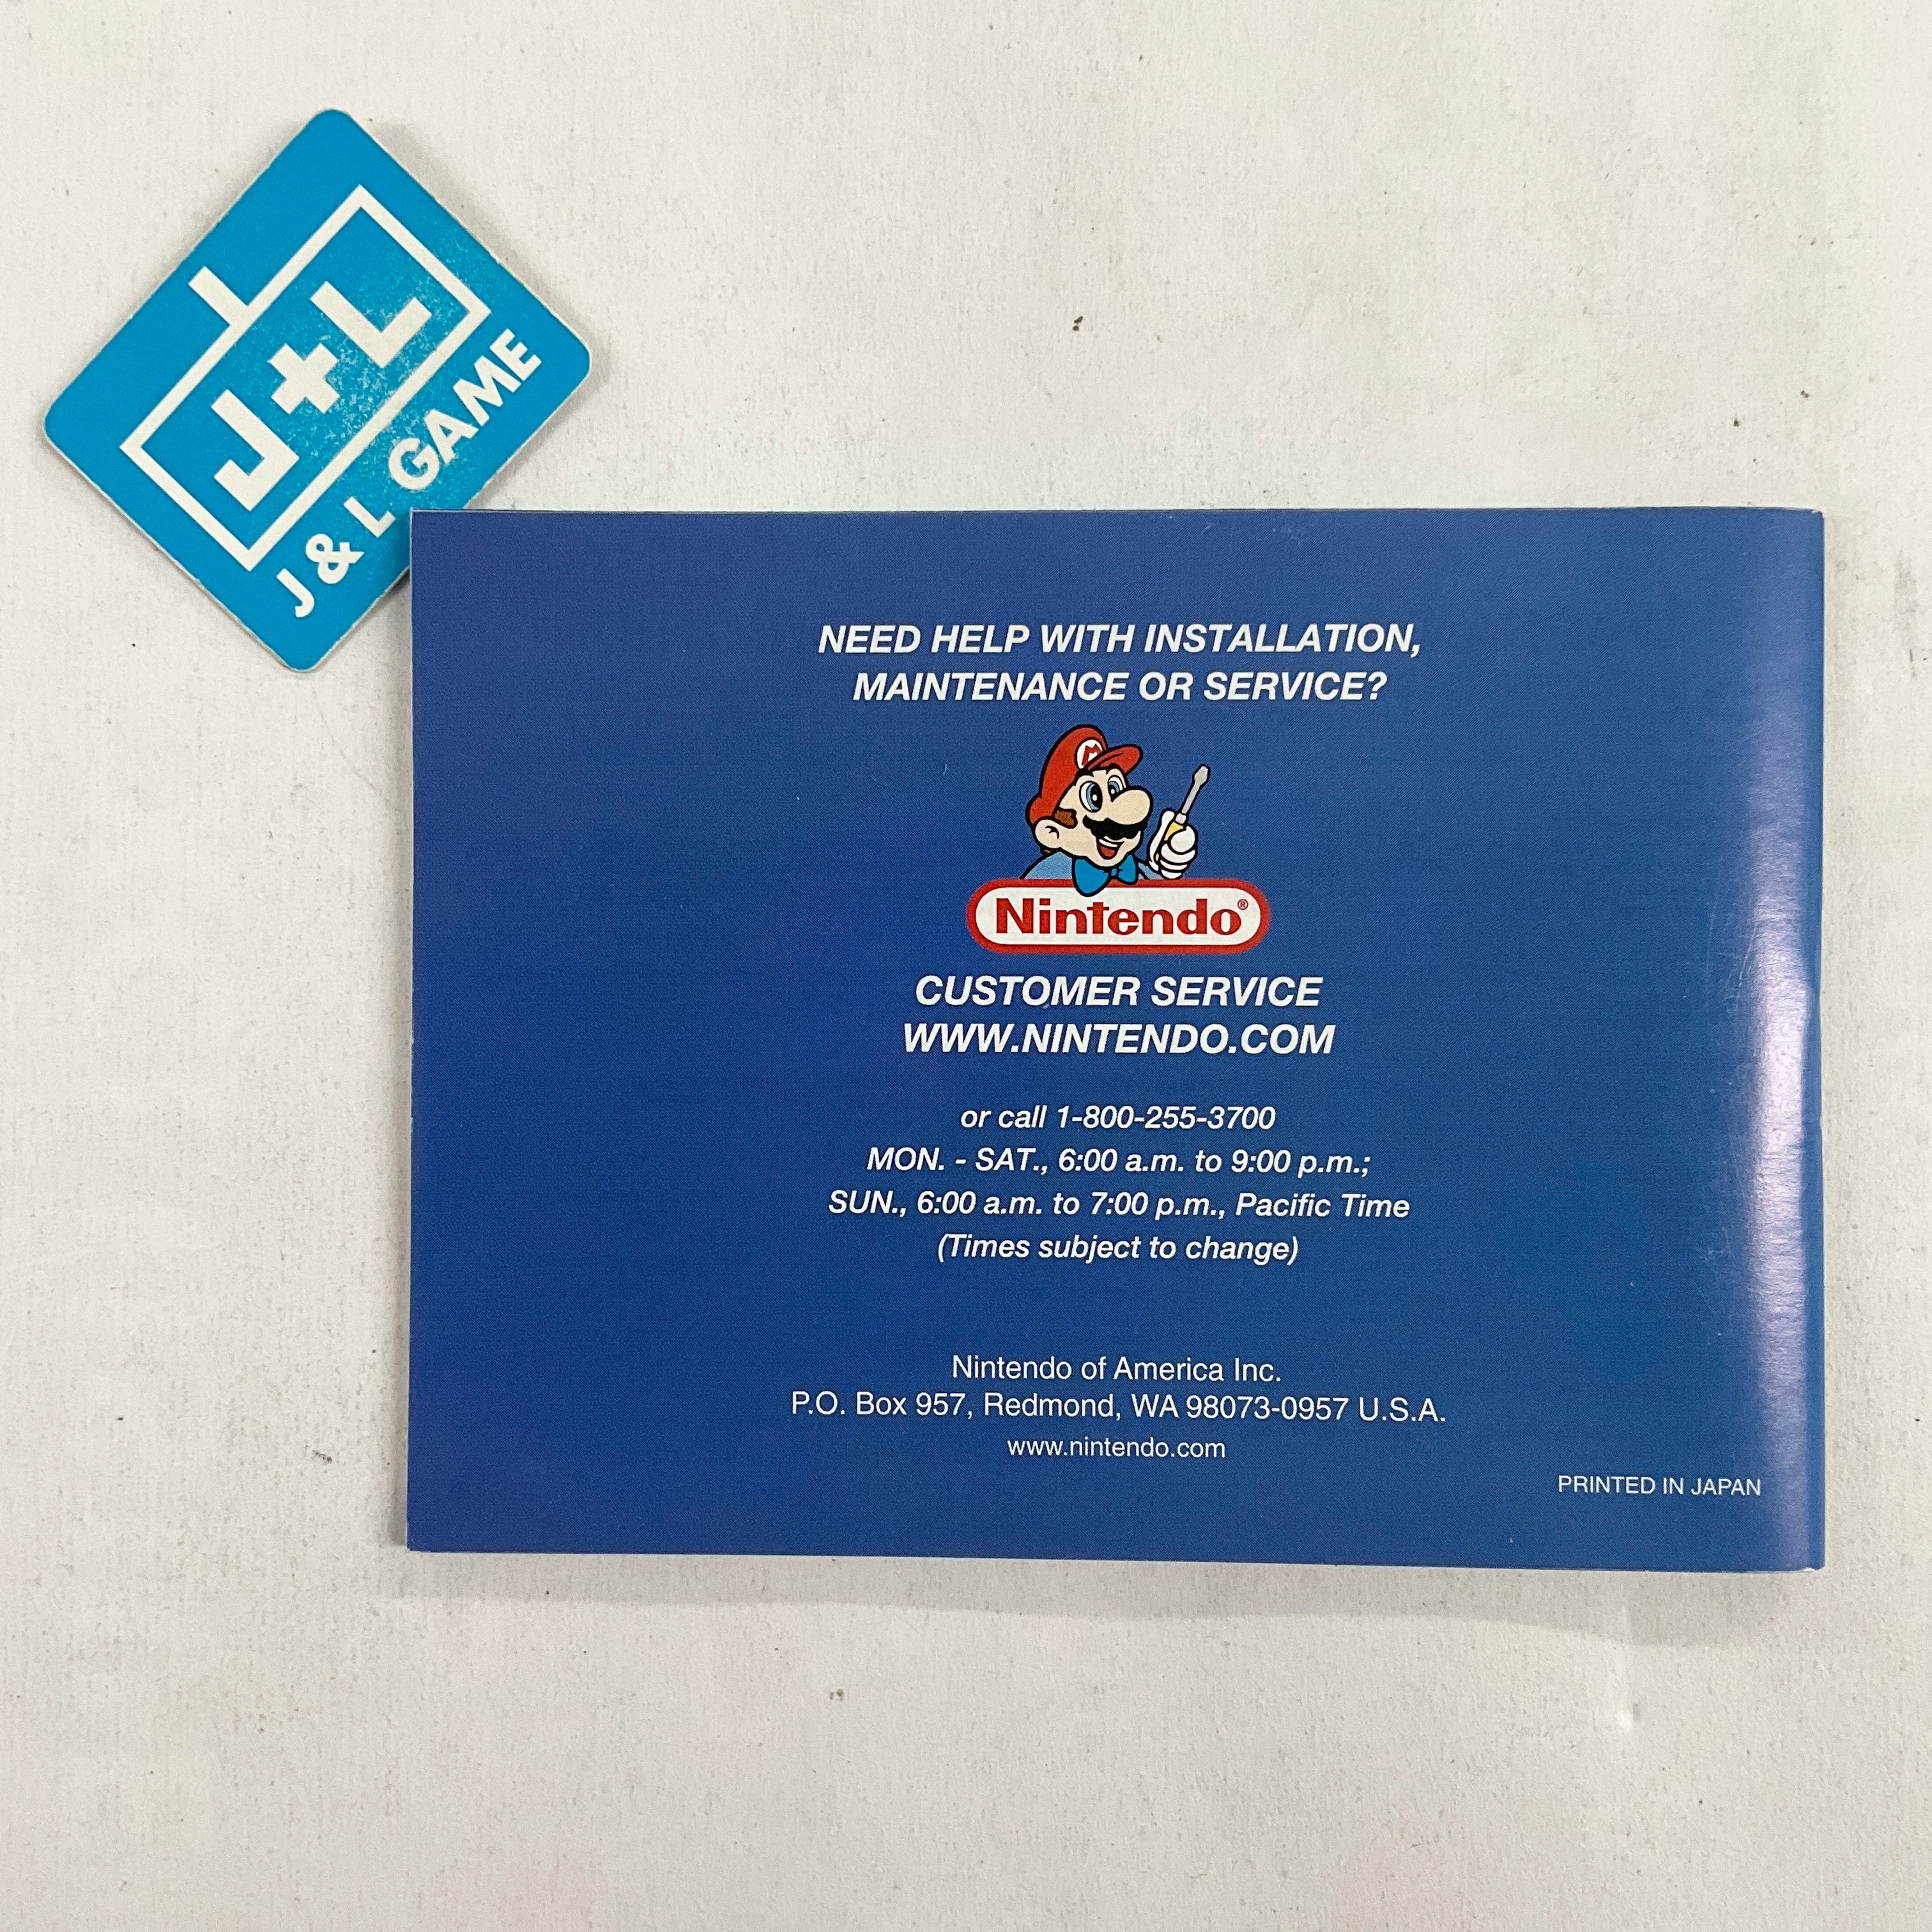 J+L
J & L GAME
NEED HELP WITH INSTALLATION,
MAINTENANCE OR SERVICE?
M
Nintendo®
CUSTOMER SERVICE
WWW.NINTENDO.COM
or call 1-800-255-3700
MON. - SAT., 6:00 a.m. to 9:00 p.m.;
SUN., 6:00 a.m. to 7:00 p.m., Pacific Time
(Times subject to change)
Nintendo of America Inc.
P.O. Box 957, Redmond, WA 98073-0957 U.S.A.
www.nintendo.com
PRINTED IN JAPAN